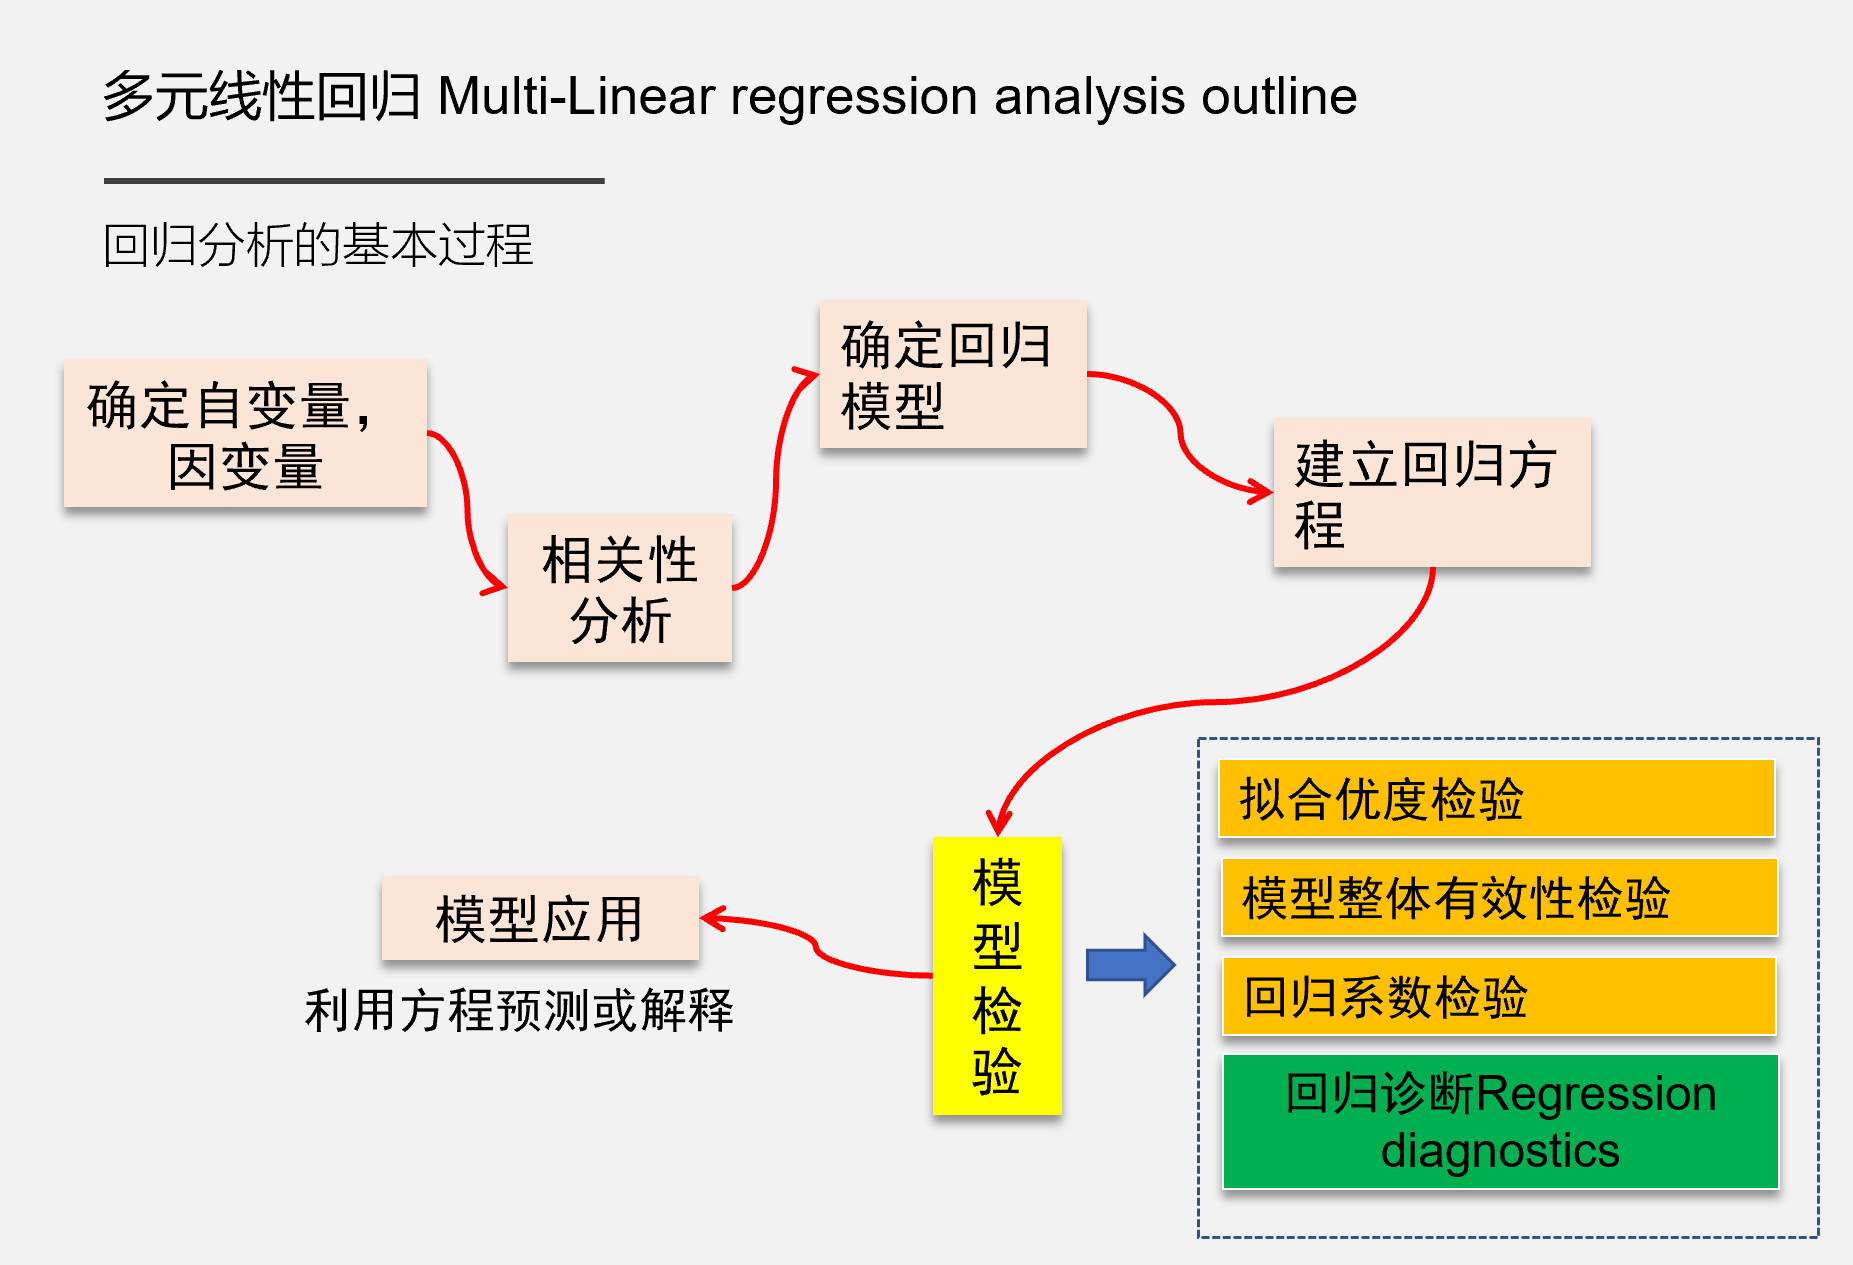 多元线性回归 Multi-Linear regression analysis outline
回归分析的基本过程
确定自变量，
因变量
相关性
分析
确定回归
模型
建立回归方
程
模
型
检
验
拟合优度检验
模型整体有效性检验
回归系数检验
回归诊断Regression
diagnostics
模型应用
利用方程预测或解释